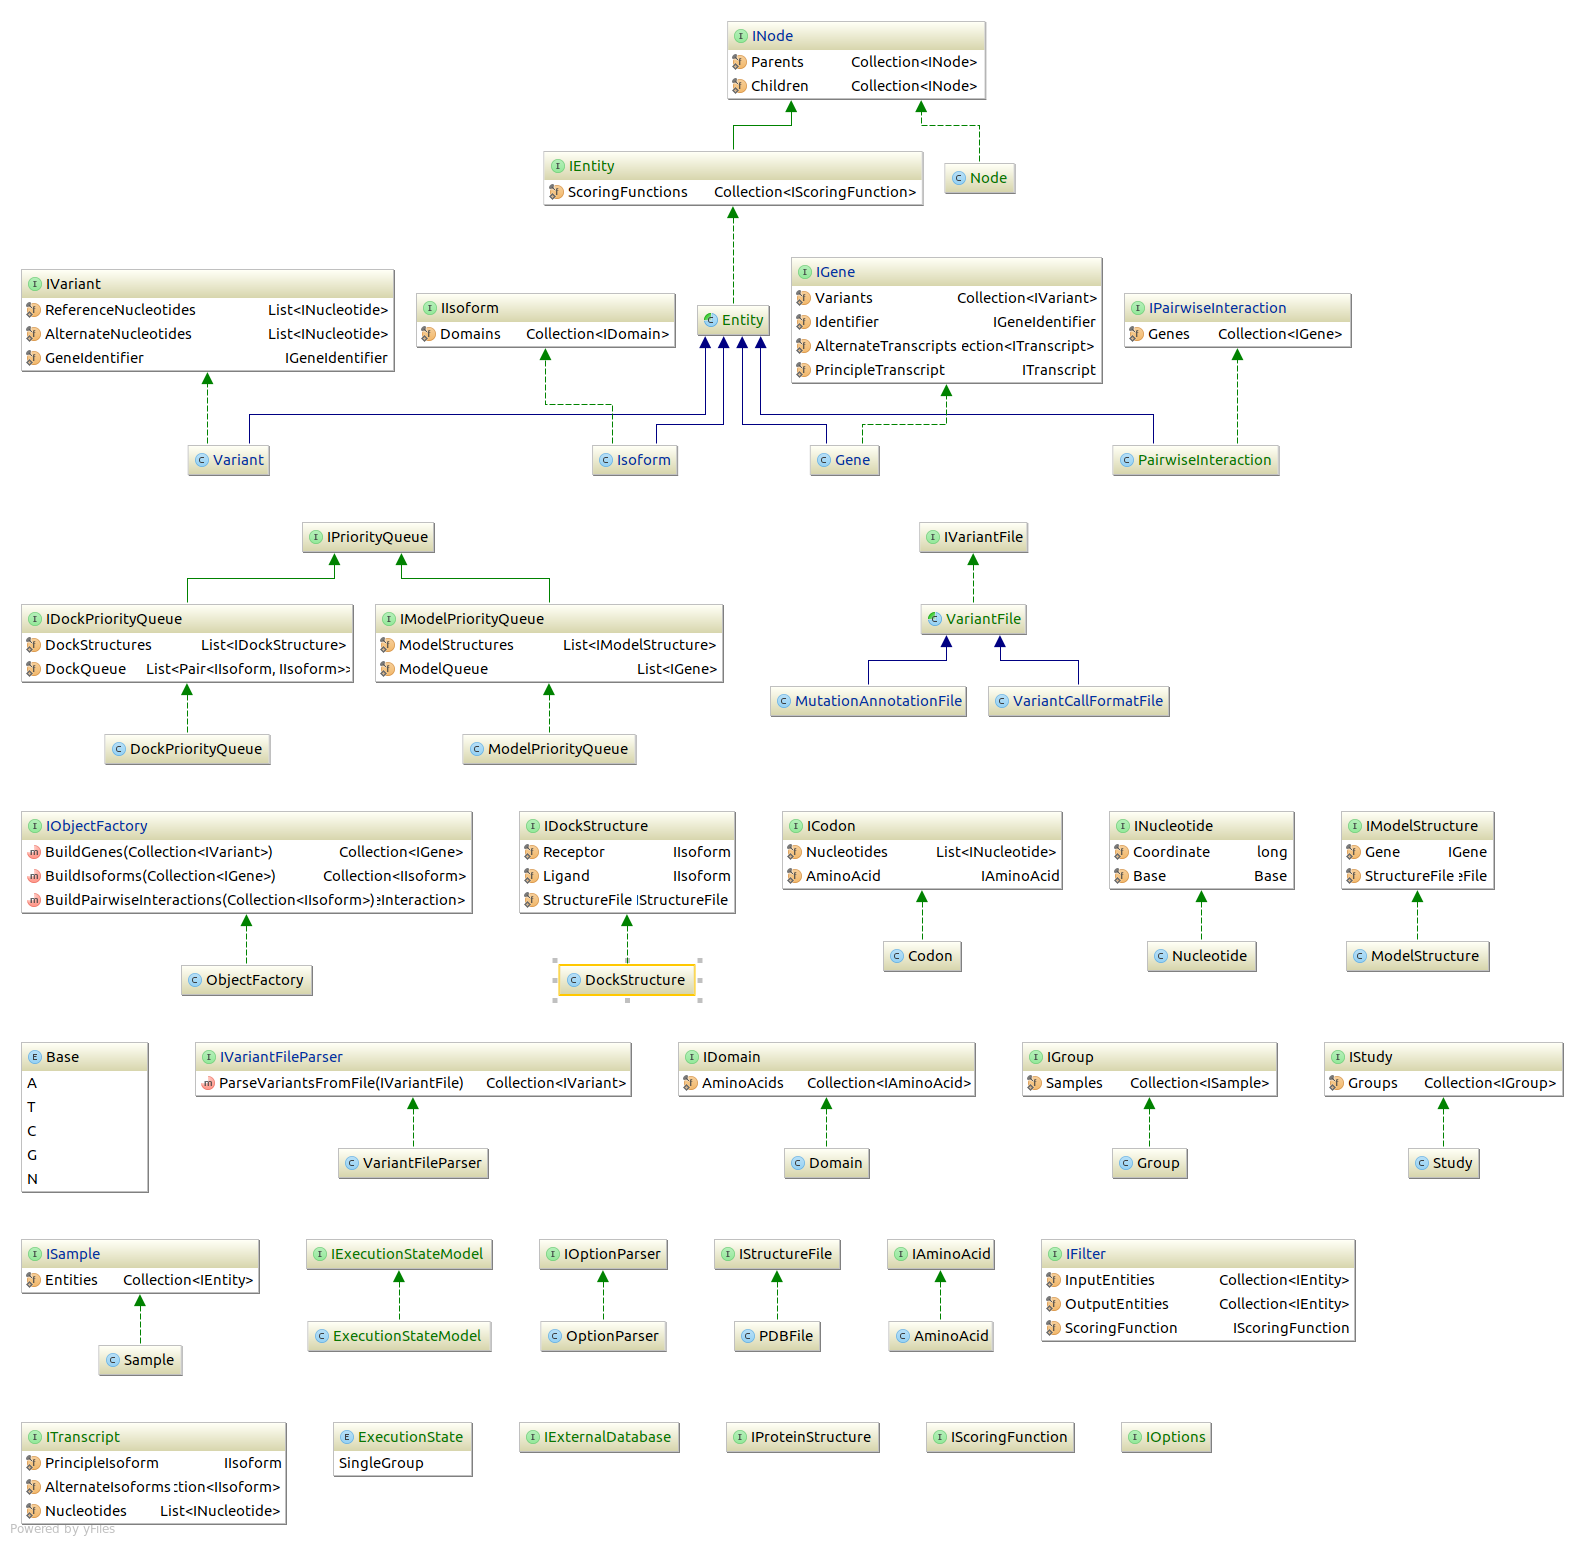 INode
Parents Collection<INode>
Children Collection<INode>
IEntity
ScoringFunctions Collection<IScoringFunction>
Node
IVariant
ReferenceNucleotides List<INucleotide>
AlternateNucleotides List<INucleotide>
GeneIdentifier IGeneIdentifier
IIsoform
Domains Collection<IDomain>
Entity
IGene
Variants Collection<IVariant>
Identifier IGeneIdentifier
AlternateTranscripts ection<ITranscript>
PrincipleTranscript ITranscript
IPairwiseInteraction
Genes Collection<IGene>
Variant
Isoform
Gene
PairwiseInteraction
IPriorityQueue
IVariantFile
IDockPriorityQueue
DockStructures List<IDockStructure>
DockQueue List<Pair<IIsoform, IIsoform>>
IModelPriorityQueue
ModelStructures List<IModelStructure>
ModelQueue List<IGene>
VariantFile
MutationAnnotationFile
VariantCallFormatFile
DockPriorityQueue
ModelPriorityQueue
IObjectFactory
BuildGenes(Collection<IVariant>) Collection<IGene>
BuildIsoforms(Collection<IGene>) Collection<IIsoform>
BuildPairwiseInteractions(Collection<IIsoform>) eInteraction>
IDockStructure
Receptor IIsoform
Ligand IIsoform
StructureFile IStructureFile
ICodon
Nucleotides List<INucleotide>
AminoAcid IAminoAcid
INucleotide
Coordinate long
Base Base
IModelStructure
Gene IGene
StructureFile eFile
ObjectFactory
DockStructure
Codon
Nucleotide
ModelStructure
Base
A
T
C
G
N
IVariantFileParser
ParseVariantsFromFile(IVariantFile) Collection<IVariant>
IDomain
AminoAcids Collection<IAminoAcid>
IGroup
Samples Collection<ISample>
IStudy
Groups Collection<IGroup>
VariantFileParser
Domain
Group
Study
ISample
Entities Collection<IEntity>
IExecutionStateModel
IOptionParser
IStructureFile
IAminoAcid
IFilter
InputEntities Collection<IEntity>
OutputEntities Collection<IEntity>
ScoringFunction IScoringFunction
Sample
ExecutionStateModel
OptionParser
PDBFile
AminoAcid
ITranscript
PrincipleIsoform IIsoform
AlternateIsoforms ction<IIsoform>
Nucleotides List<INucleotide>
ExecutionState
SingleGroup
IExternalDatabase
IProteinStructure
IScoringFunction
IOptions
Powered by yFiles